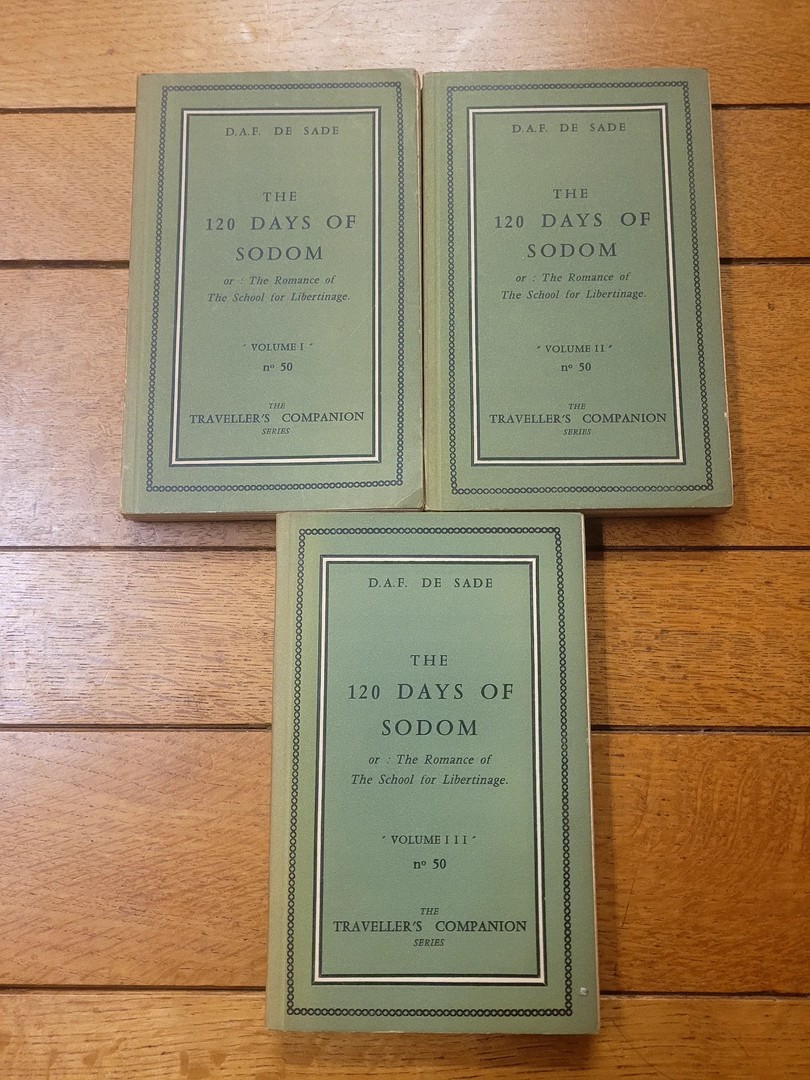 D.A.F. DE SADE
THE
120 DAYS OF
SODOM
or : The Romance of
The School for Libertinage.
" VOLUME I "
nº 50
THE
TRAVELLER'S COMPANION
SERIES
D.A.F. DE SADE
THE
120 DAYS OF
SODOM
or : The Romance of
The School for Libertinage.
" VOLUME II "
nº 50
THE
TRAVELLER'S COMPANION
SERIES
D.A.F. DE SADE
THE
120 DAYS OF
SODOM
or : The Romance of
The School for Libertinage.
" VOLUME I I I "
nº 50
THE
TRAVELLER'S COMPANION
SERIES